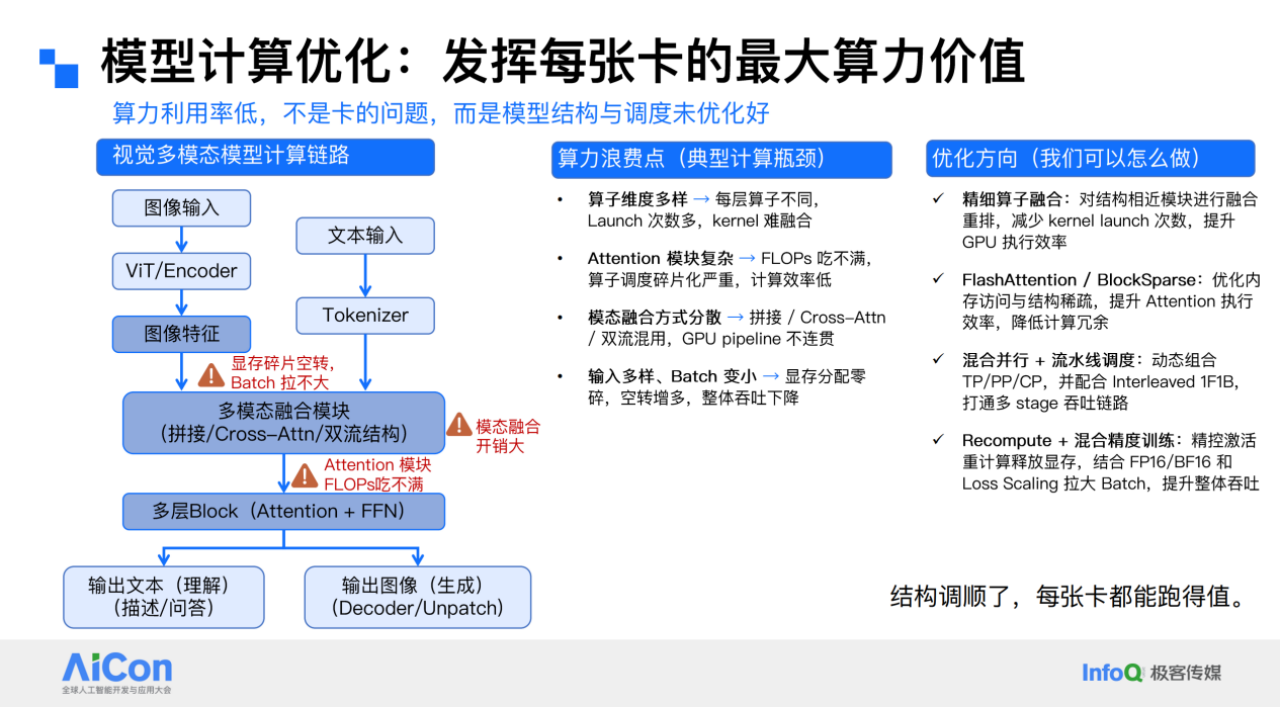 模型计算优化：发挥每张卡的最大算力价值
算力利用率低，不是卡的问题，而是模型结构与调度未优化好
视觉多模态模型计算链路
图像输入
文本输入
ViT/Encoder
Tokenizer
图像特征
显存碎片空转，
Batch 拉不大
多模态融合模块
（拼接/Cross-Attn/双流结构）
模态融合
开销大
Attention 模块
FLOPs吃不满
多层Block（Attention + FFN）
输出文本（理解）
（描述/问答）
输出图像（生成）
（Decoder/Unpatch）
算力浪费点（典型计算瓶颈）
• 算子维度多样 → 每层算子不同，
Launch 次数多，kernel 难融合
• Attention 模块复杂 → FLOPs 吃不满，
算子调度碎片化严重，计算效率低
• 模态融合方式分散 → 拼接 / Cross-Attn
/ 双流混用，GPU pipeline 不连贯
• 输入多样、Batch 变小 → 显存分配零
碎，空转增多，整体吞吐下降
优化方向（我们可以怎么做）
✓ 精细算子融合：对结构相近模块进行融合
重排，减少 kernel launch 次数，提升
GPU 执行效率
✓ FlashAttention / BlockSparse：优化内
存访问与结构稀疏，提升 Attention 执行
效率，降低计算冗余
✓ 混合并行 + 流水线调度：动态组合
TP/PP/CP，并配合 Interleaved 1F1B，
打通多 stage 吞吐链路
✓ Recompute + 混合精度训练：精控激活
重计算释放显存，结合 FP16/BF16 和
Loss Scaling 拉大 Batch，提升整体吞吐
结构调顺了，每张卡都能跑得值。
AiCon
全球人工智能开发与应用大会
InfoQ 极客传媒